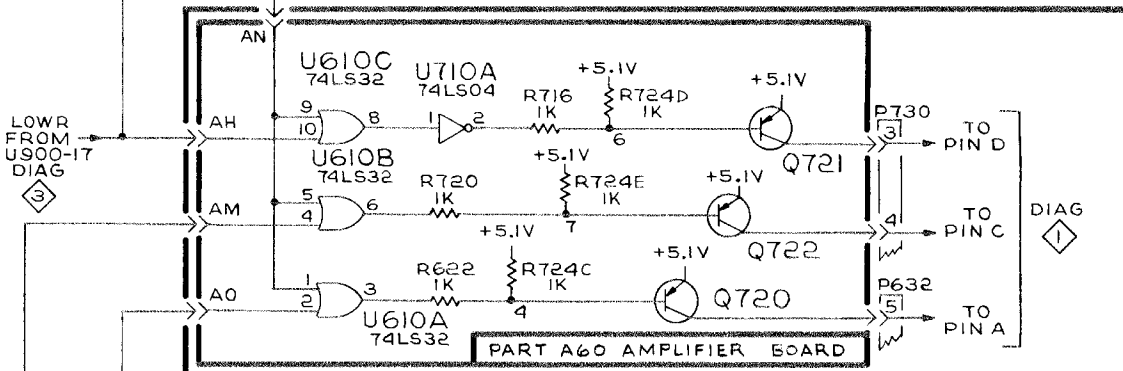 AN
U610C
74LS32
U710A
74LS04
+5.1V
+5.1V
R716
1K
R724D
1K
P730
LOWR
FROM
U900-17
DIAG
3
AH
9
10
8
1
2
6
Q721
3
TO
PIN D
U610B
74LS32
R720
1K
+5.1V
R724E
1K
+5.1V
AM
5
4
6
7
Q722
4
TO
PIN C
DIAG
1
+5.1V
+5.1V
R622
1K
R724C
1K
P632
AO
1
2
3
4
Q720
5
TO
PIN A
U610A
74LS32
PART A60 AMPLIFIER BOARD